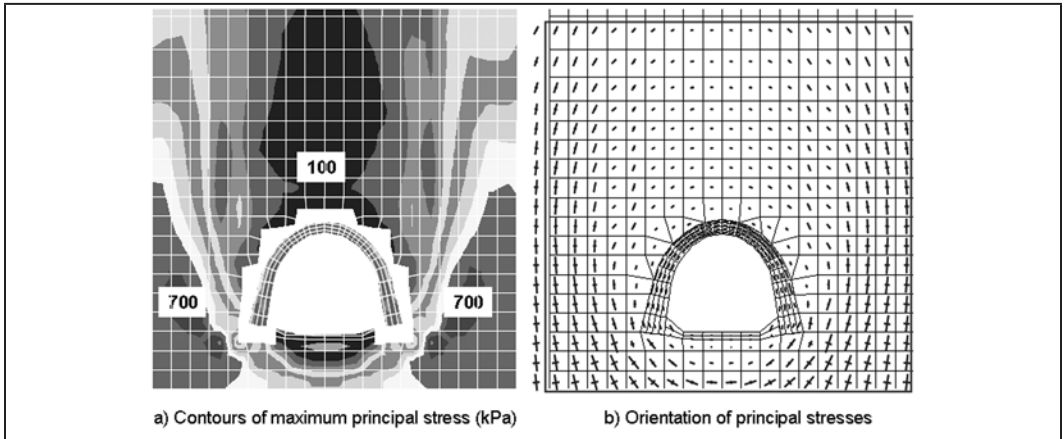 100
700 700
a) Contours of maximum principal stress (kPa) b) Orientation of principal stresses